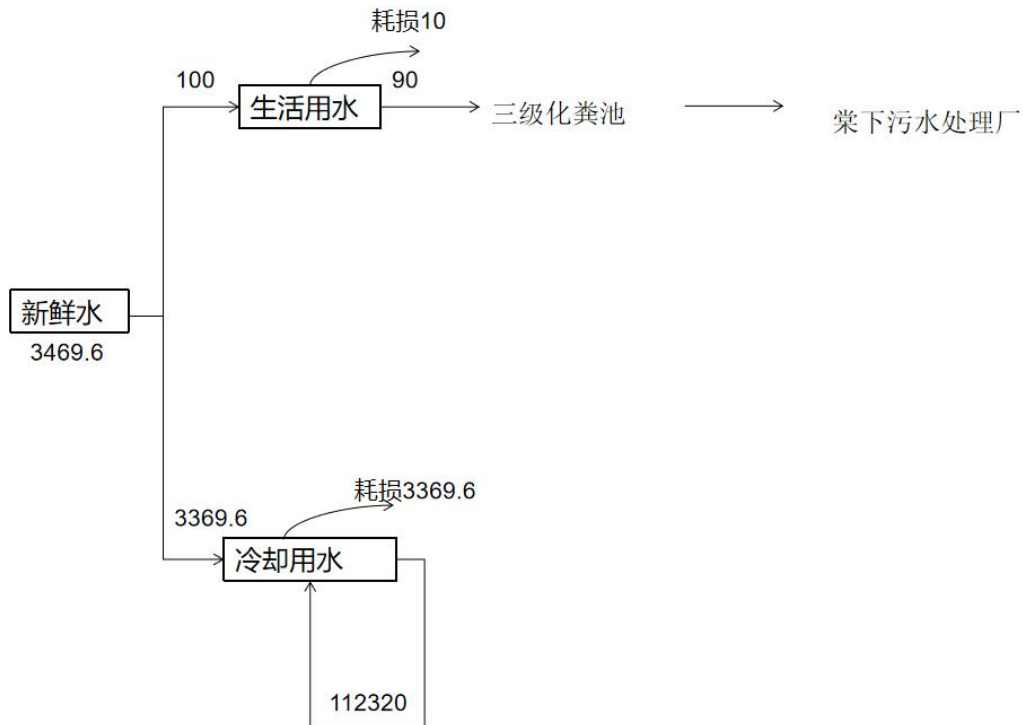 耗损10
100
90
生活用水
三级化粪池
棠下污水处理厂
新鲜水
3469.6
耗损3369.6
3369.6
冷却用水
112320